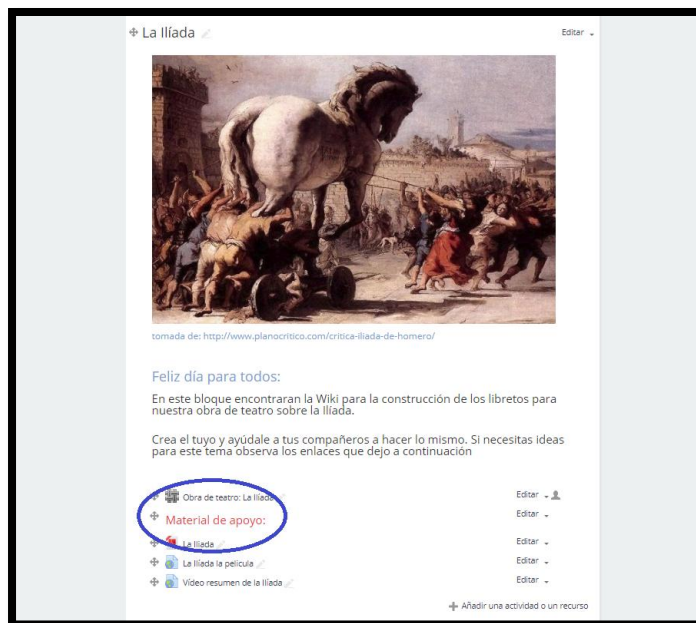 La Ilíada
Editar
tomada de: http://www.planocritico.com/critica-iliada-de-homero/
Feliz día para todos:
En este bloque encontraran la Wiki para la construcción de los libretos para
nuestra obra de teatro sobre la Ilíada.
Crea el tuyo y ayúdale a tus compañeros a hacer lo mismo. Si necesitas ideas
para este tema observa los enlaces que dejo a continuación
Obra de teatro: La Ilíada Editar
Material de apoyo: Editar
La Ilíada Editar
La Ilíada la película Editar
Vídeo resumen de la Ilíada Editar
Añadir una actividad o un recurso